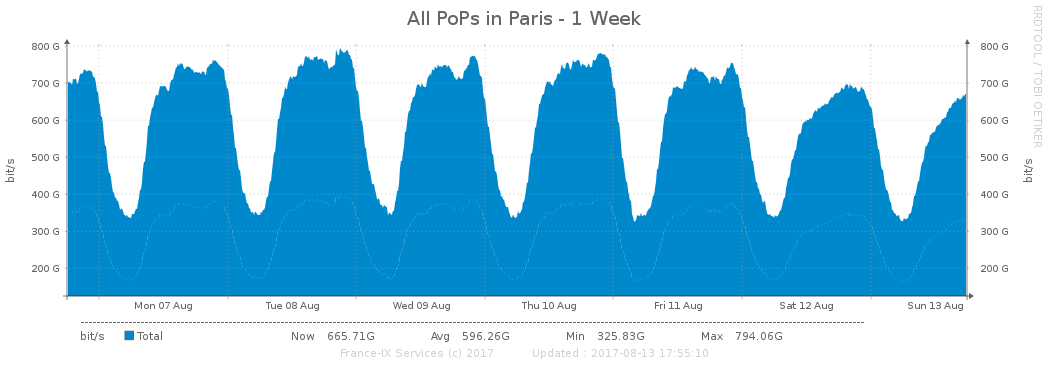 All PoPs in Paris - 1 Week
RRDTOOL / TOBI OETIKER
800 G 800 G
700 G 700 G
600 G 600 G
500 G 500 G
400 G 400 G
300 G 300 G
200 G 200 G
bit/s bit/s
Mon 07 Aug Tue 08 Aug Wed 09 Aug Thu 10 Aug Fri 11 Aug Sat 12 Aug Sun 13 Aug
bit/s Total Now 665.71G Avg 596.26G Min 325.83G Max 794.06G
France-IX Services (c) 2017 Updated : 2017-08-13 17:55:10